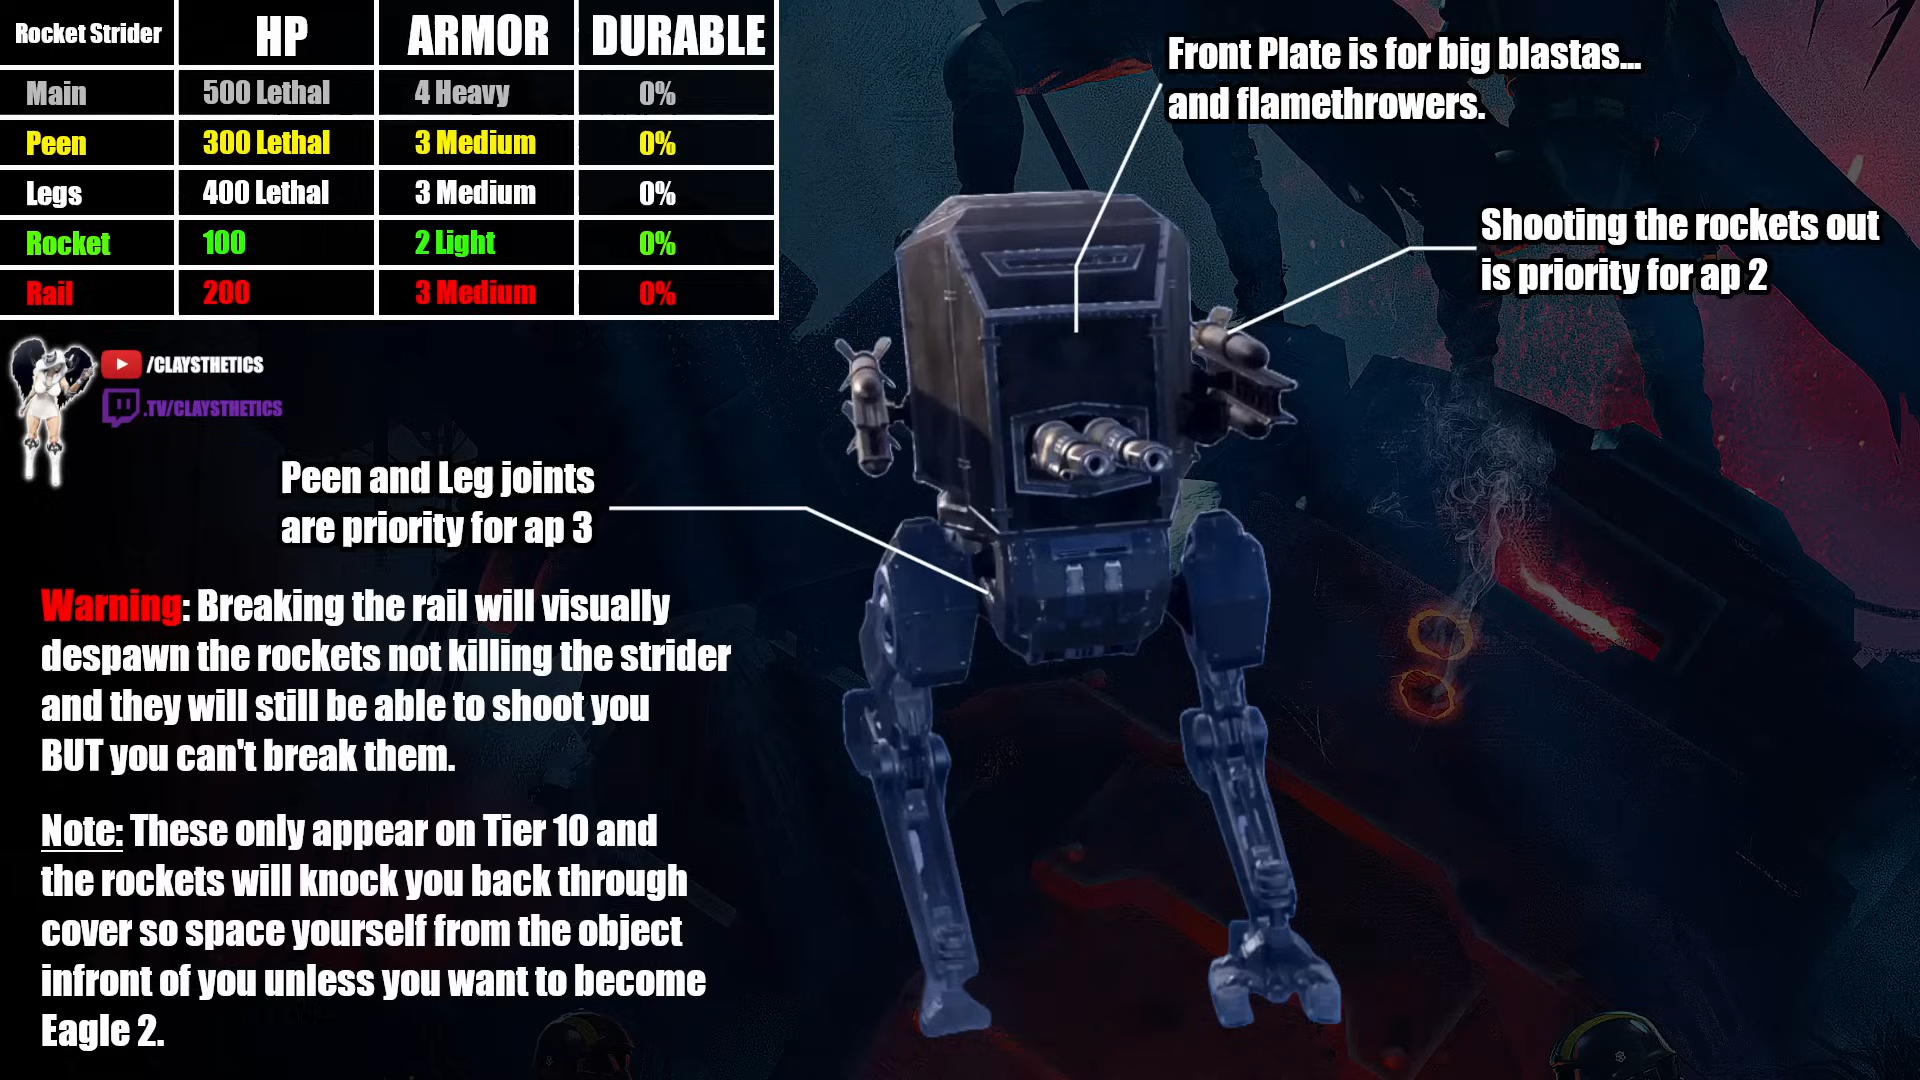 Rocket Strider HP ARMOR DURABLE
Main 500 Lethal 4 Heavy 0%
Peen 300 Lethal 3 Medium 0%
Legs 400 Lethal 3 Medium 0%
Rocket 100 2 Light 0%
Rail 200 3 Medium 0%
/CLAYSTHETICS
.TV/CLAYSTHETICS
Front Plate is for big blastas...
and flamethrowers.
Shooting the rockets out
is priority for ap 2
Peen and Leg joints
are priority for ap 3
Warning: Breaking the rail will visually
despawn the rockets not killing the strider
and they will still be able to shoot you
BUT you can't break them.
Note: These only appear on Tier 10 and
the rockets will knock you back through
cover so space yourself from the object
infront of you unless you want to become
Eagle 2.